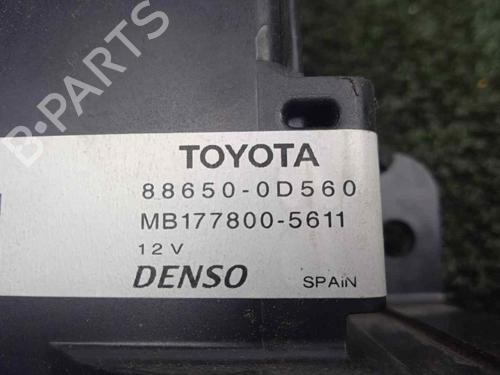 B-PARTS
TOYOTA
88650-0D560
MB177800-5611
12 V
DENSO
SPAiN